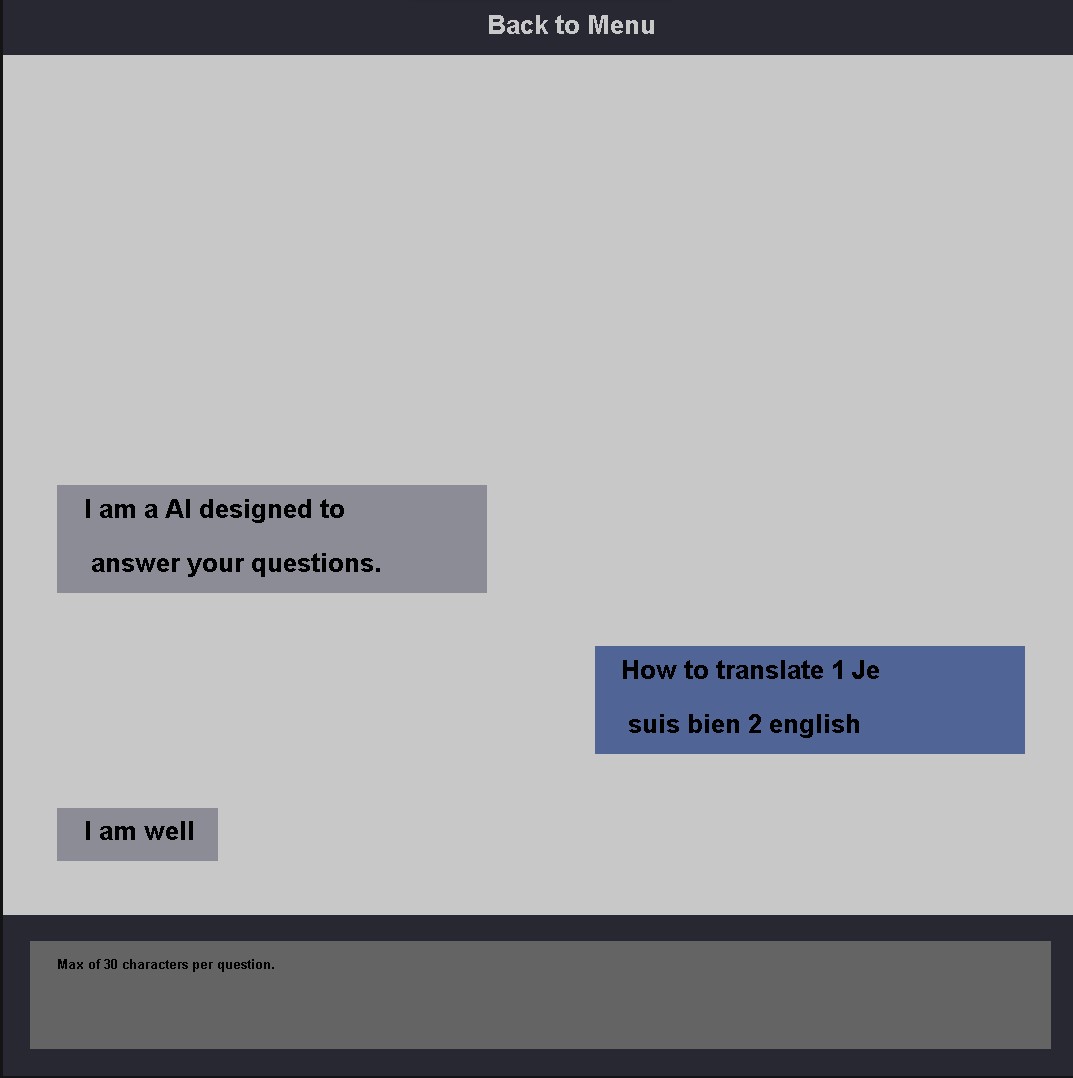 Back to Menu
I am a AI designed to
answer your questions.
How to translate 1 Je
suis bien 2 english
I am well
Max of 30 characters per question.